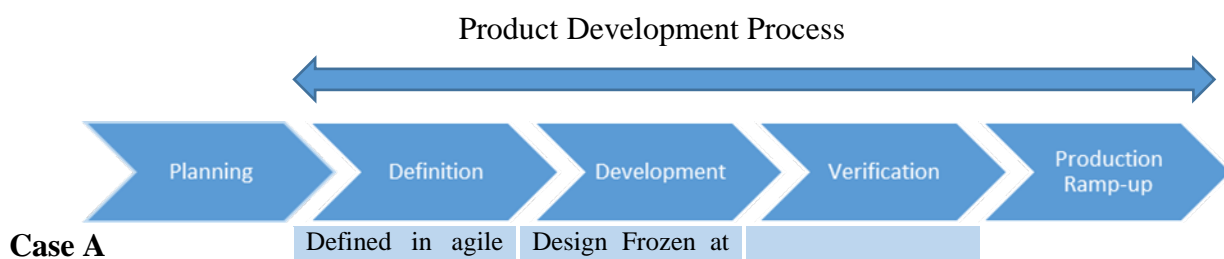 Product Development Process
Planning
Definition
Development
Verification
Production
Ramp-up
Case A
Defined in agile
Design Frozen at